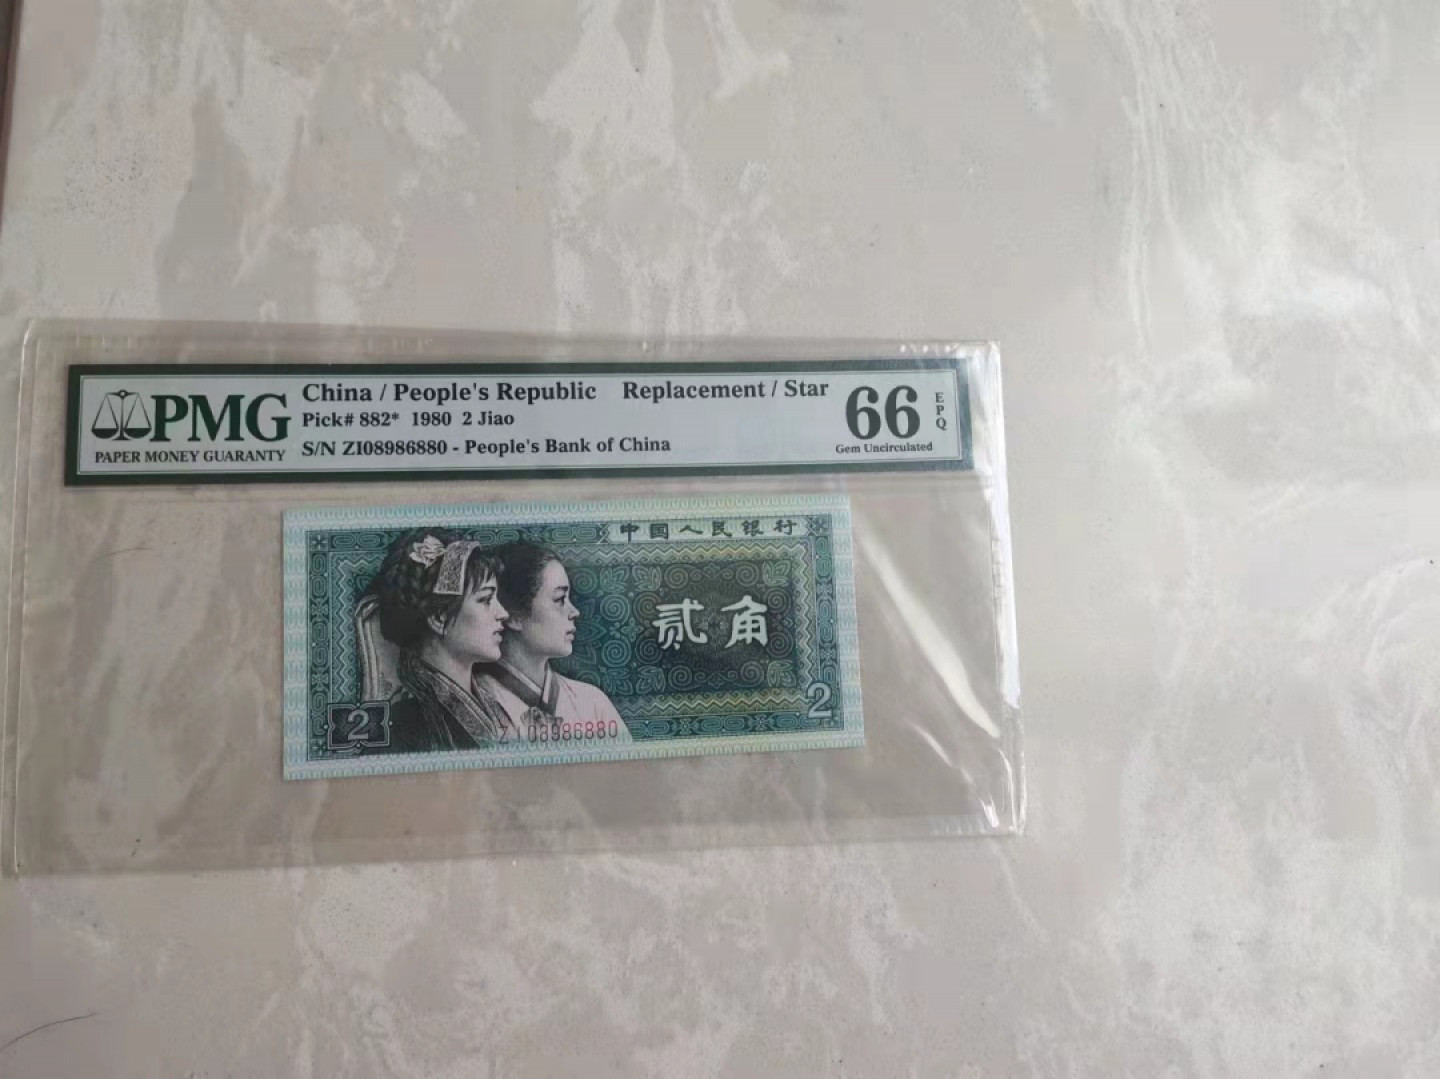 PMG
PAPER MONEY GUARANTY
China / People's Republic Replacement / Star
Pick# 882* 1980 2 Jiao
S/N ZI08986880 - People's Bank of China
66
EPQ
Gem Uncirculated
中国人民银行
贰角
2
2
ZI08986880